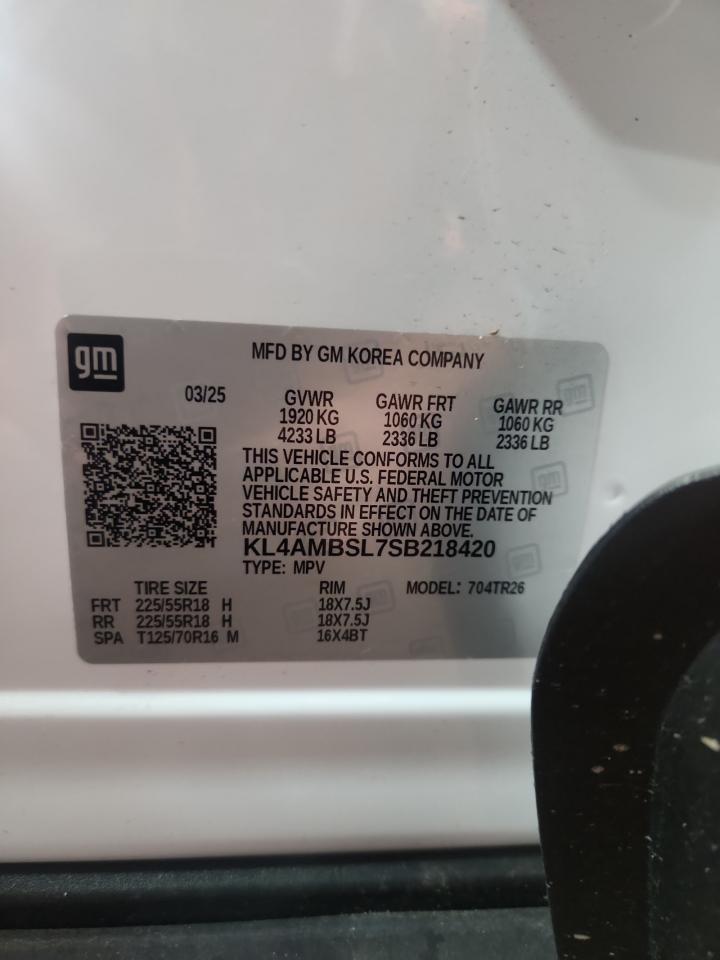 gm
MFD BY GM KOREA COMPANY
03/25
GVWR
1920 KG
4233 LB
GAWR FRT
1060 KG
2336 LB
GAWR RR
1060 KG
2336 LB
THIS VEHICLE CONFORMS TO ALL
APPLICABLE U.S. FEDERAL MOTOR
VEHICLE SAFETY AND THEFT PREVENTION
STANDARDS IN EFFECT ON THE DATE OF
MANUFACTURE SHOWN ABOVE.
KL4AMBSL7SB218420
TYPE: MPV
TIRE SIZE RIM MODEL: 704TR26
FRT 225/55R18 H 18X7.5J
RR 225/55R18 H 18X7.5J
SPA T125/70R16 M 16X4BT